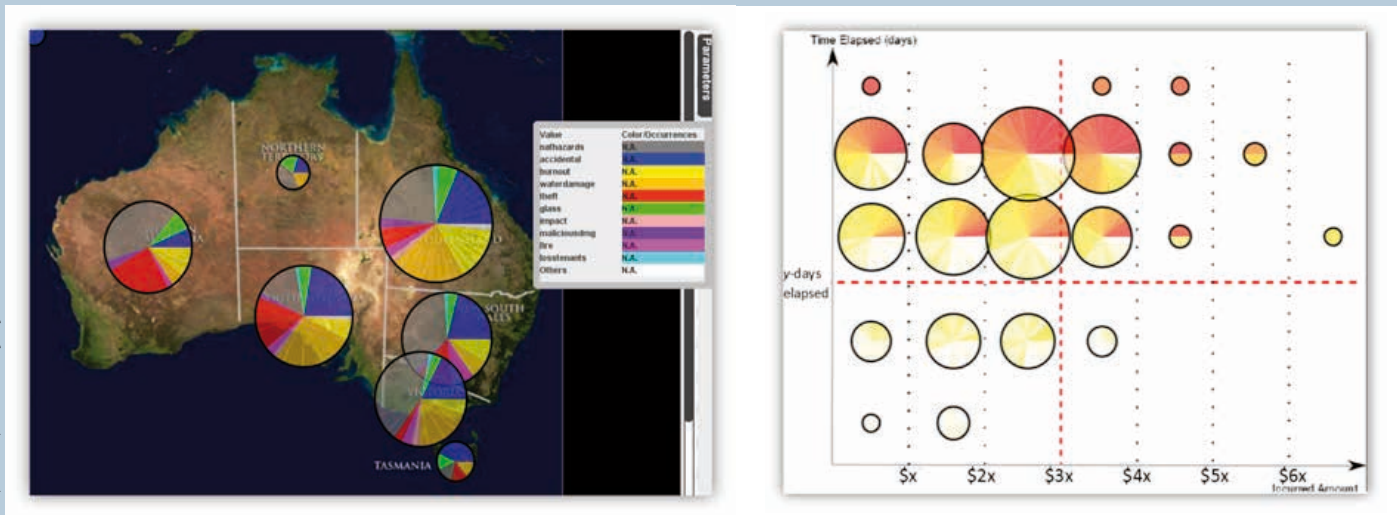 Parameters
NORTHERN
TERRITORY
TASMANIA
SOUTH
Value Color/Occurrences
nathazards N.A.
accidental N.A.
burnout N.A.
waterdamage N.A.
theft N.A.
glass N.A.
impact N.A.
maliciousdmg N.A.
fire N.A.
losstenants N.A.
Others N.A.
Time Elapsed (days)
y-days
elapsed
$x $2x $3x $4x $5x $6x
Incurred Amount